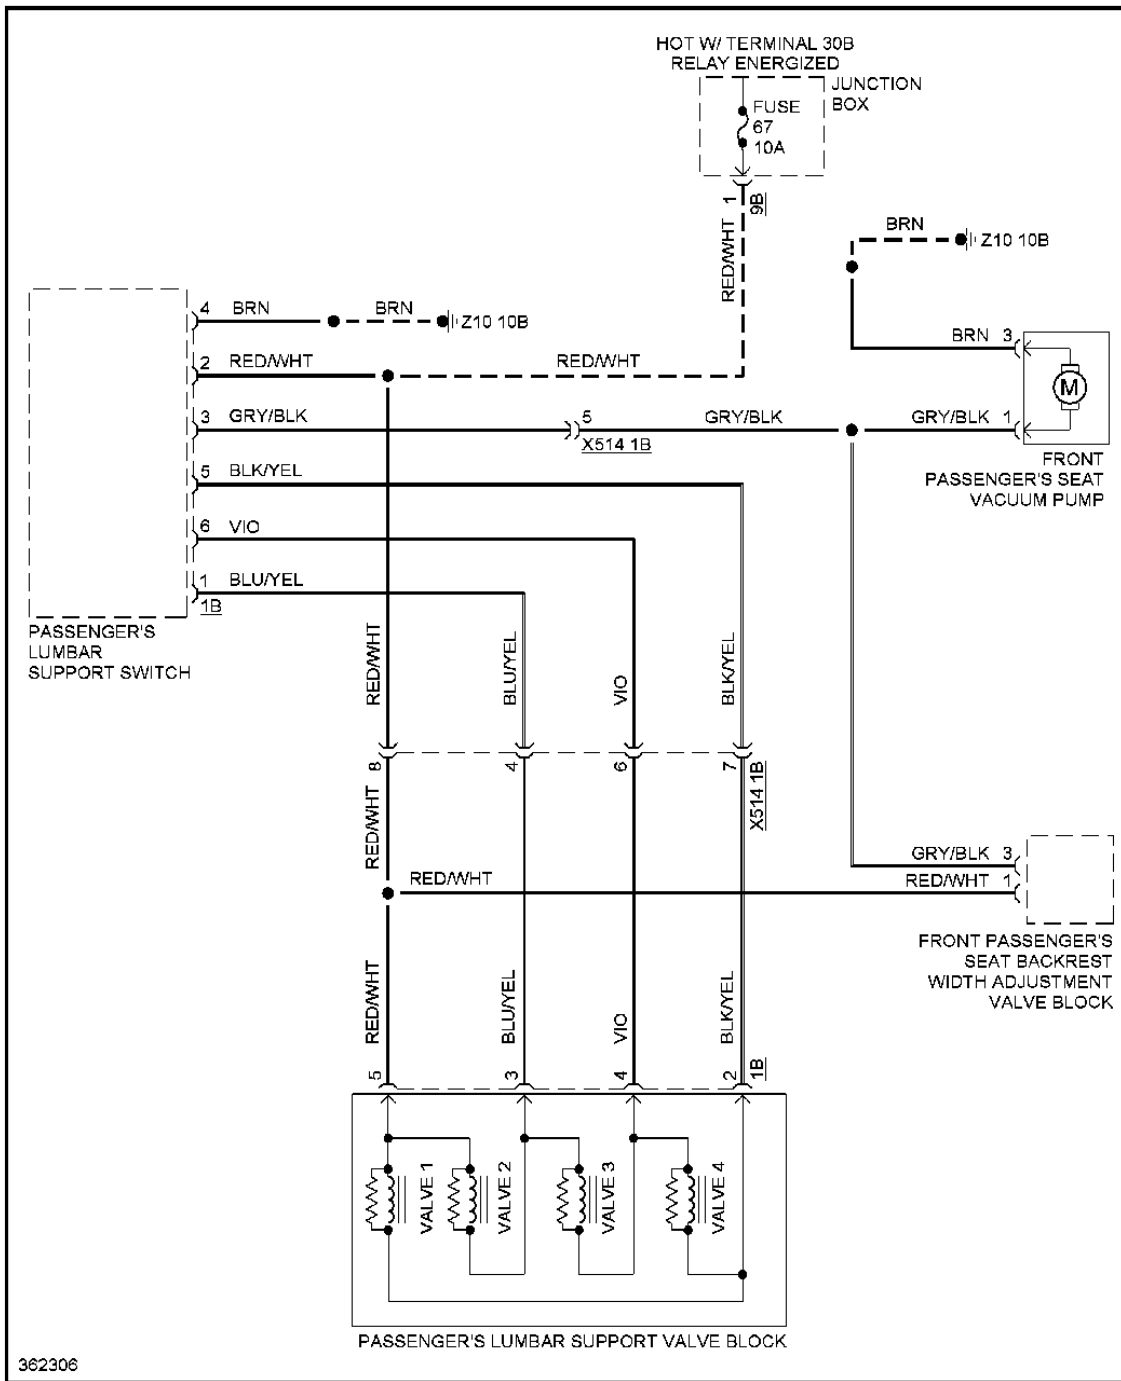 HOT W/ TERMINAL 30B
RELAY ENERGIZED
JUNCTION
BOX
FUSE
67
10A
1
9B
RED/WHT
BRN
Z10 10B
4 BRN
BRN
Z10 10B
BRN 3
2 RED/WHT
RED/WHT
M
3 GRY/BLK
5
X514 1B
GRY/BLK
GRY/BLK 1
FRONT
PASSENGER'S SEAT
VACUUM PUMP
5 BLK/YEL
6 VIO
1 BLU/YEL
1B
PASSENGER'S
LUMBAR
SUPPORT SWITCH
RED/WHT
BLU/YEL
VIO
BLK/YEL
8
4
6
7
X514 1B
RED/WHT
GRY/BLK 3
RED/WHT
RED/WHT 1
FRONT PASSENGER'S
SEAT BACKREST
WIDTH ADJUSTMENT
VALVE BLOCK
RED/WHT
BLU/YEL
VIO
BLK/YEL
5
3
4
2
1B
VALVE 1
VALVE 2
VALVE 3
VALVE 4
PASSENGER'S LUMBAR SUPPORT VALVE BLOCK
362306